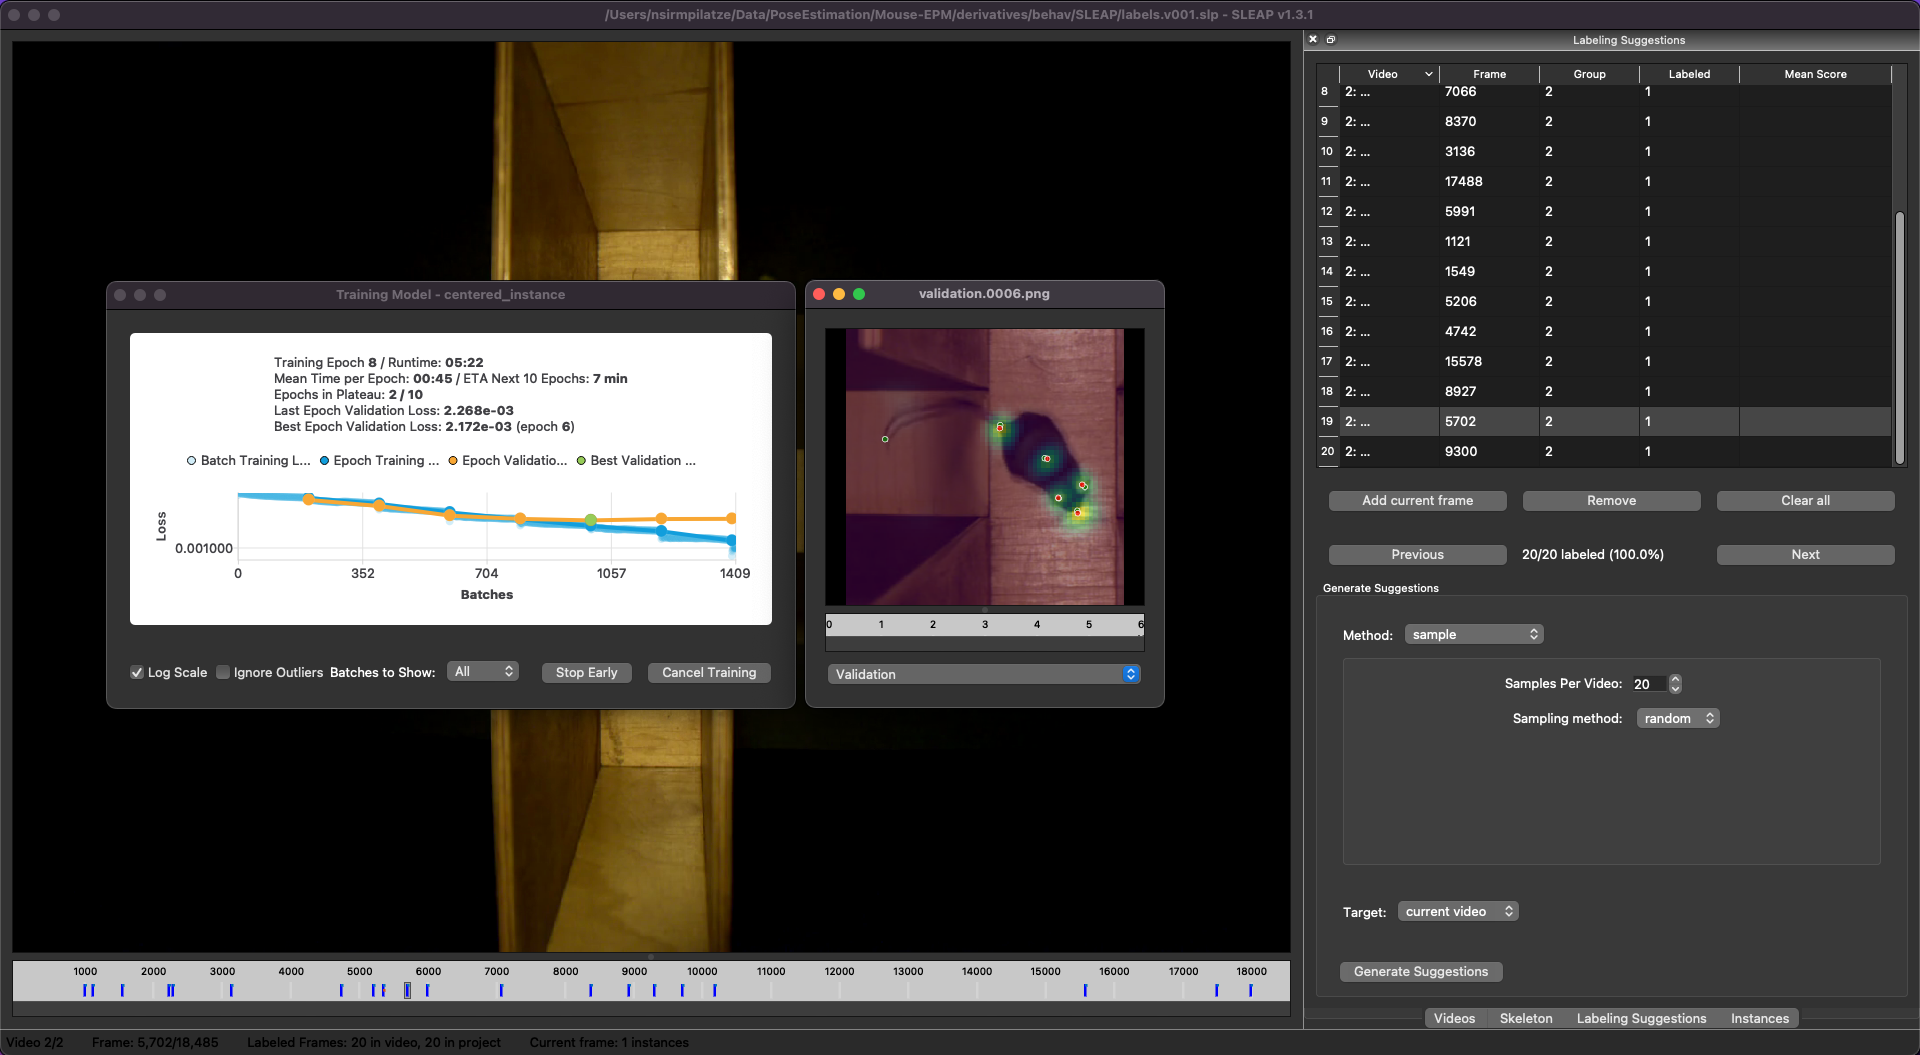 /Users/nsirmpilatze/Data/PoseEstimation/Mouse-EPM/derivatives/behav/SLEAP/labels.v001.slp - SLEAP v1.3.1
Labeling Suggestions
Video Frame Group Labeled Mean Score
8 2: ... 7066 2 1
9 2: ... 8370 2 1
10 2: ... 3136 2 1
11 2: ... 17488 2 1
12 2: ... 5991 2 1
13 2: ... 1121 2 1
14 2: ... 1549 2 1
15 2: ... 5206 2 1
16 2: ... 4742 2 1
17 2: ... 15578 2 1
18 2: ... 8927 2 1
19 2: ... 5702 2 1
20 2: ... 9300 2 1
Add current frame Remove Clear all
Previous 20/20 labeled (100.0%) Next
Generate Suggestions
Method: sample
Samples Per Video: 20
Sampling method: random
Target: current video
Generate Suggestions
Videos Skeleton Labeling Suggestions Instances
Training Model - centered_instance
Training Epoch 8 / Runtime: 05:22
Mean Time per Epoch: 00:45 / ETA Next 10 Epochs: 7 min
Epochs in Plateau: 2 / 10
Last Epoch Validation Loss: 2.268e-03
Best Epoch Validation Loss: 2.172e-03 (epoch 6)
Batch Training L... Epoch Training ... Epoch Validatio... Best Validation ...
Loss
0.001000
0 352 704 1057 1409
Batches
Log Scale Ignore Outliers Batches to Show: All Stop Early Cancel Training
validation.0006.png
0 1 2 3 4 5 6
Validation
1000 2000 3000 4000 5000 6000 7000 8000 9000 10000 11000 12000 13000 14000 15000 16000 17000 18000
Video 2/2 Frame: 5,702/18,485 Labeled Frames: 20 in video, 20 in project Current frame: 1 instances